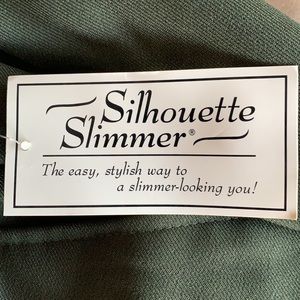 Silhouette
Slimmer®
The easy, stylish way to
a slimmer-looking you!